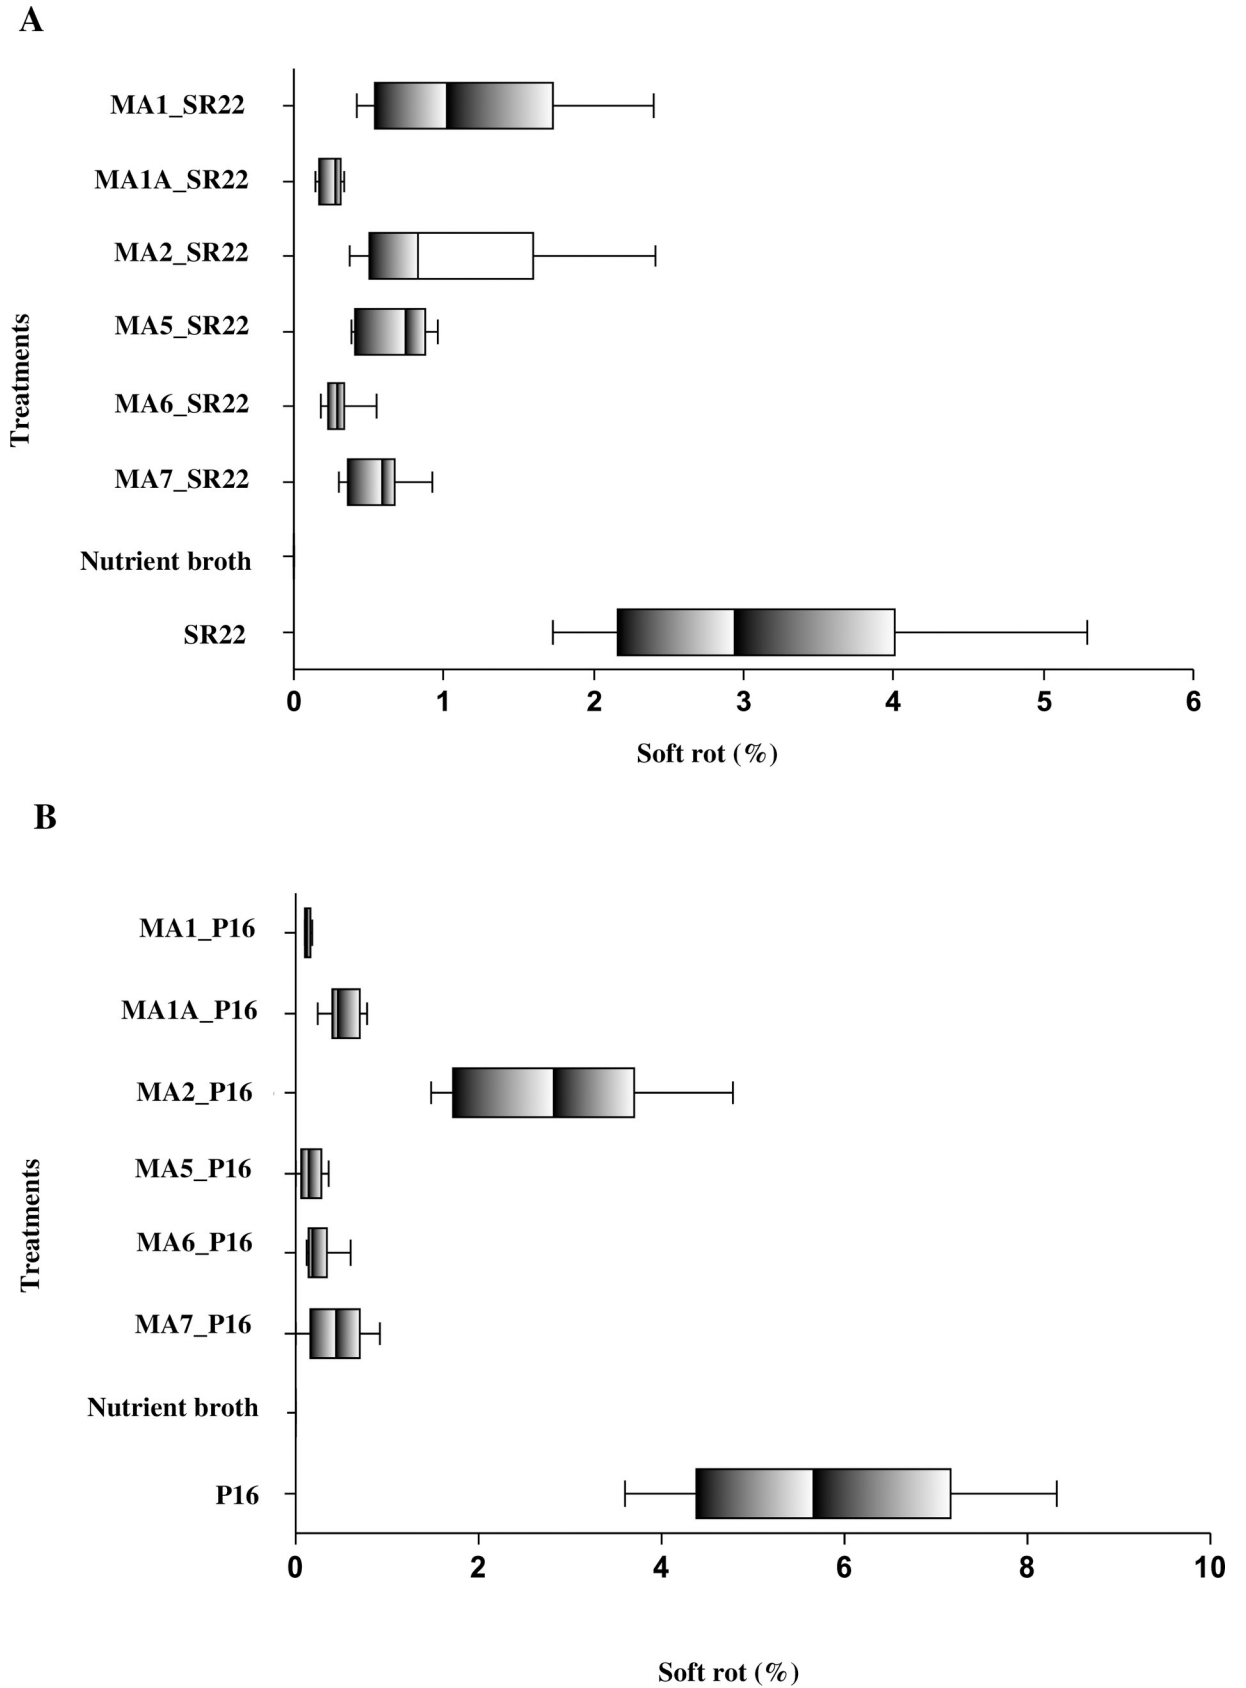 A
MA1_SR22
MA1A_SR22
MA2_SR22
MA5_SR22
MA6_SR22
MA7_SR22
Nutrient broth
SR22
Treatments
0 1 2 3 4 5 6
Soft rot (%)
B
MA1_P16
MA1A_P16
MA2_P16
MA5_P16
MA6_P16
MA7_P16
Nutrient broth
P16
Treatments
0 2 4 6 8 10
Soft rot (%)